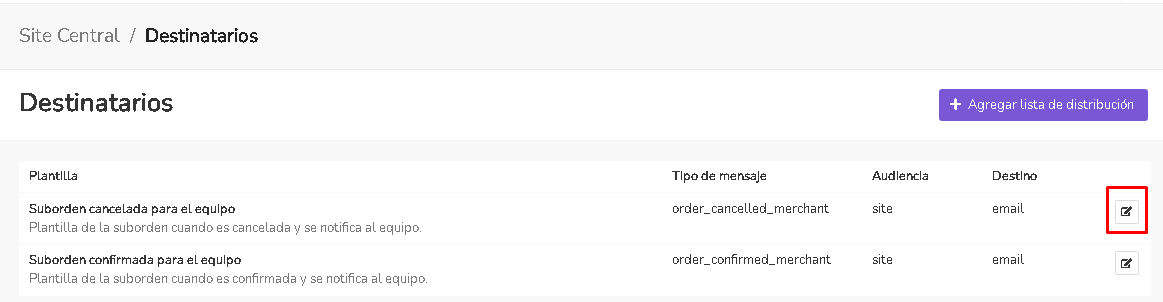 Site Central / Destinatarios
Destinatarios
+ Agregar lista de distribución
Plantilla Tipo de mensaje Audiencia Destino
Suborden cancelada para el equipo order_cancelled_merchant site email
Plantilla de la suborden cuando es cancelada y se notifica al equipo.
Suborden confirmada para el equipo order_confirmed_merchant site email
Plantilla de la suborden cuando es confirmada y se notifica al equipo.